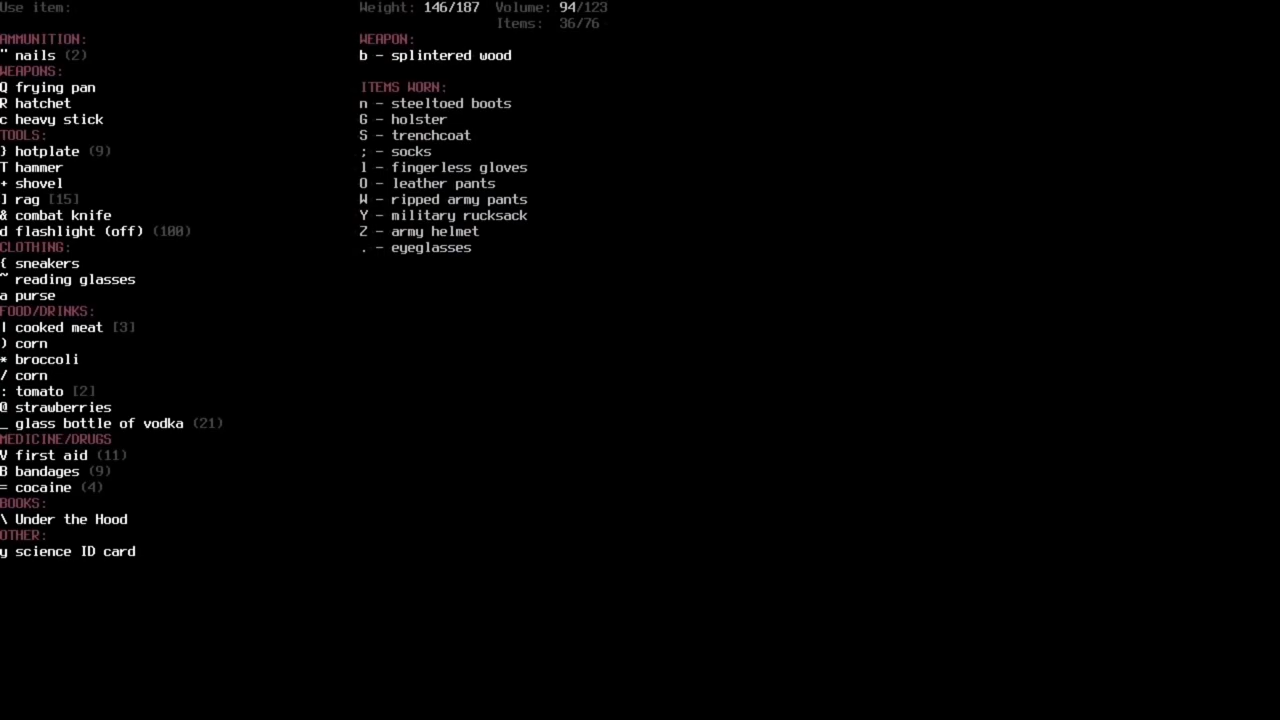 Use item:
Weight: 146/187 Volume: 94/123
Items: 36/76
AMMUNITION:
" nails (2)
WEAPONS:
Q frying pan
R hatchet
c heavy stick
TOOLS:
} hotplate (9)
T hammer
+ shovel
] rag [15]
& combat knife
d flashlight (off) (100)
CLOTHING:
{ sneakers
~ reading glasses
a purse
FOOD/DRINKS:
| cooked meat [3]
) corn
* broccoli
/ corn
: tomato [2]
@ strawberries
_ glass bottle of vodka (21)
MEDICINE/DRUGS
V first aid (11)
B bandages (9)
= cocaine (4)
BOOKS:
\ Under the Hood
OTHER:
y science ID card
WEAPON:
b - splintered wood
ITEMS WORN:
n - steeltoed boots
G - holster
S - trenchcoat
; - socks
l - fingerless gloves
O - leather pants
W - ripped army pants
Y - military rucksack
Z - army helmet
. - eyeglasses